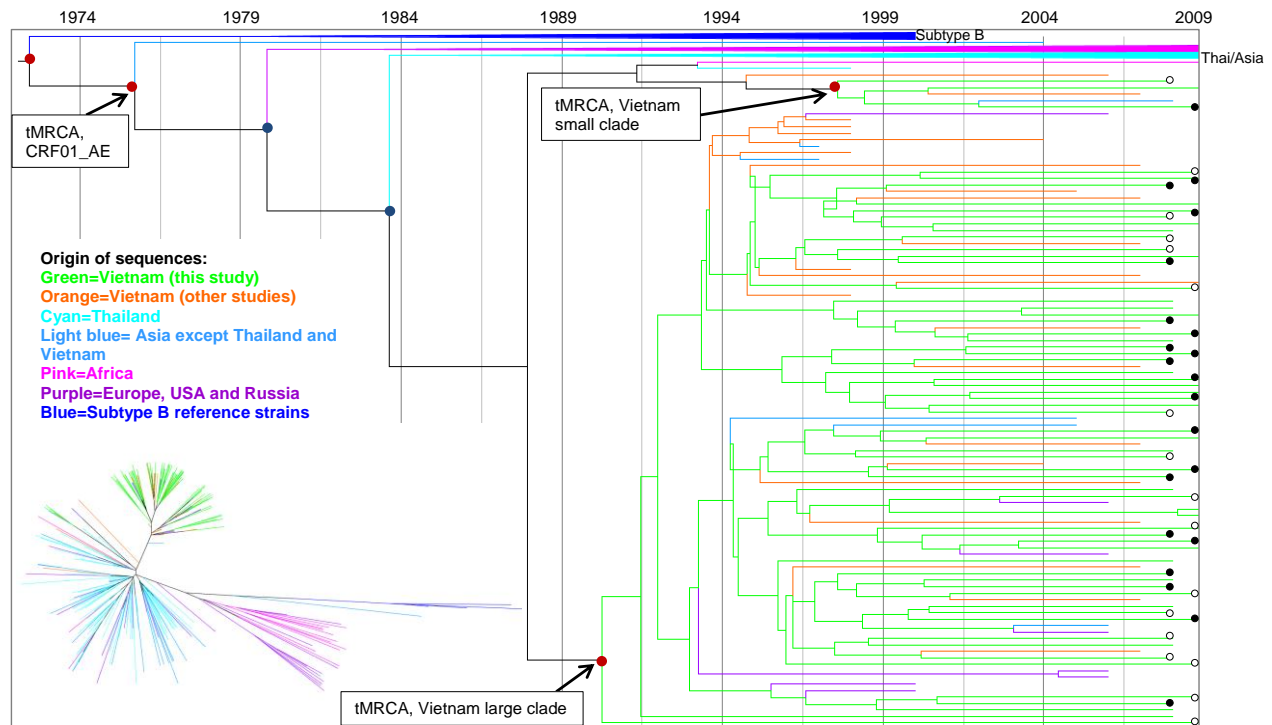 1974 1979 1984 1989 1994 1999 2004 2009
Subtype B
Thai/Asia
tMRCA,
CRF01_AE
tMRCA, Vietnam
small clade
Origin of sequences:
Green=Vietnam (this study)
Orange=Vietnam (other studies)
Cyan=Thailand
Light blue= Asia except Thailand and
Vietnam
Pink=Africa
Purple=Europe, USA and Russia
Blue=Subtype B reference strains
tMRCA, Vietnam large clade